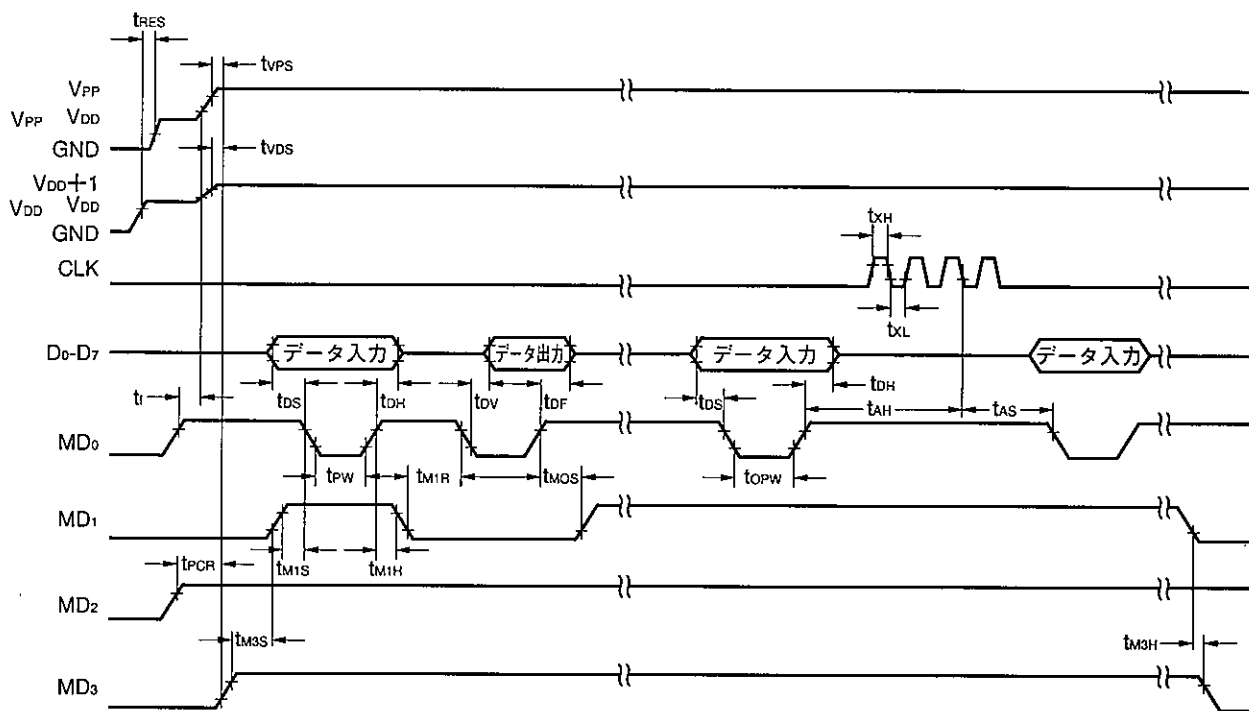 tRES
tVPS
VPP
VPP VDD
GND
tVDS
VDD+1
VDD VDD
GND
tXH
CLK
tXL
D0-D7 データ入力 データ出力 データ入力 データ入力
tI tDS tDH tDV tDF tDS tDH tAH tAS
MD0
tPW tM1R tMOS tOPW
MD1
tPCR tM1S tM1H
MD2
tM3S tM3H
MD3